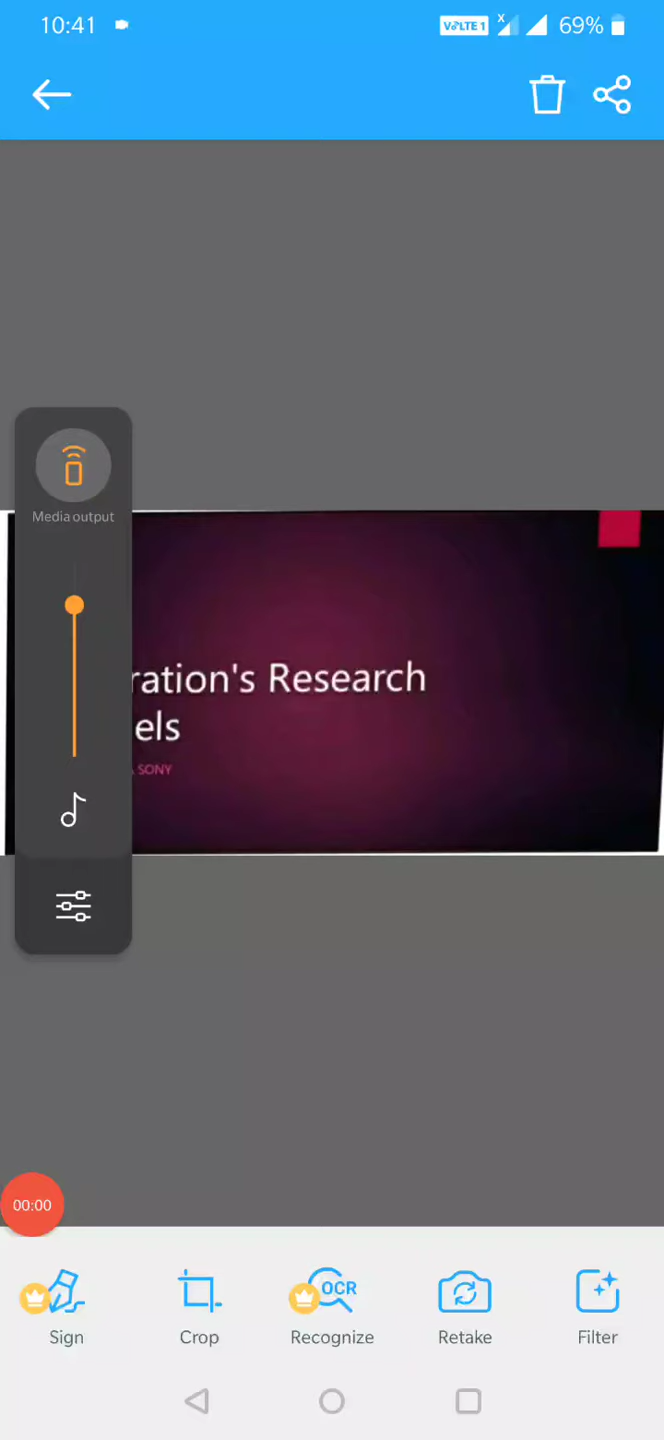 10:41 VoLTE 1 X 69%
Media output
ration's Research
els
SONY
00:00
Sign Crop OCR Recognize Retake Filter